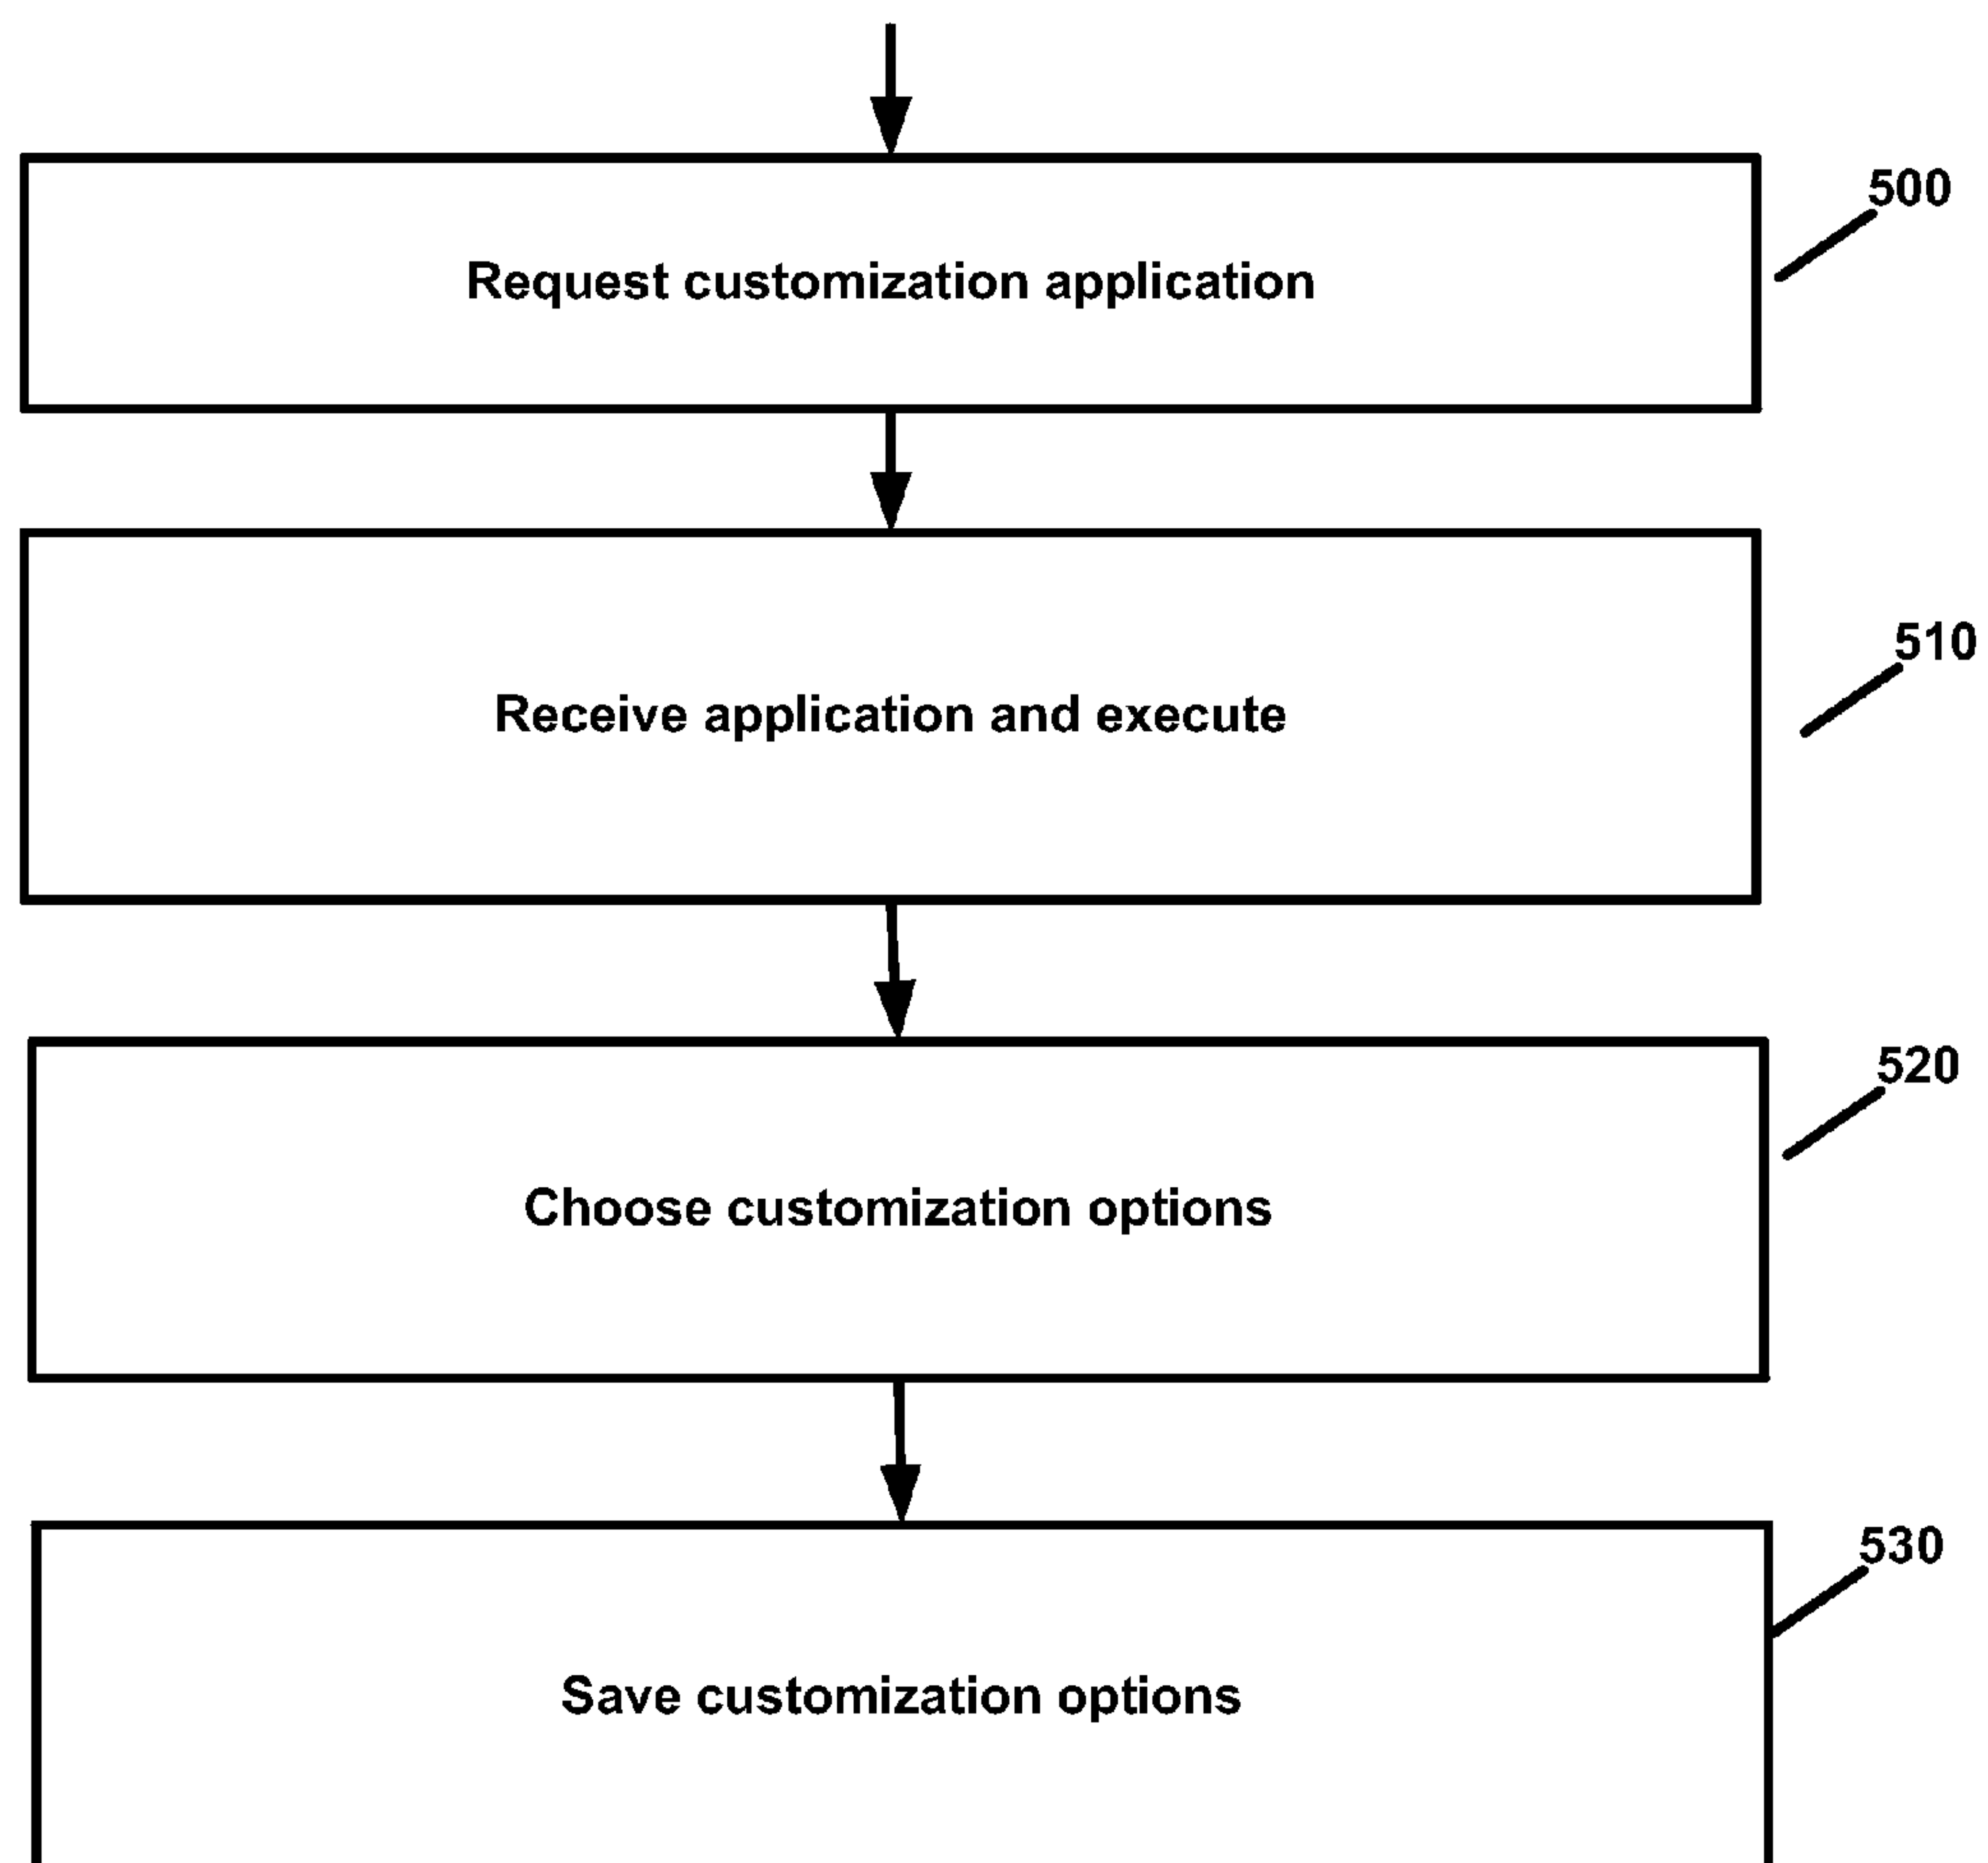 500
Request customization application
510
Receive application and execute
520
Choose customization options
530
Save customization options